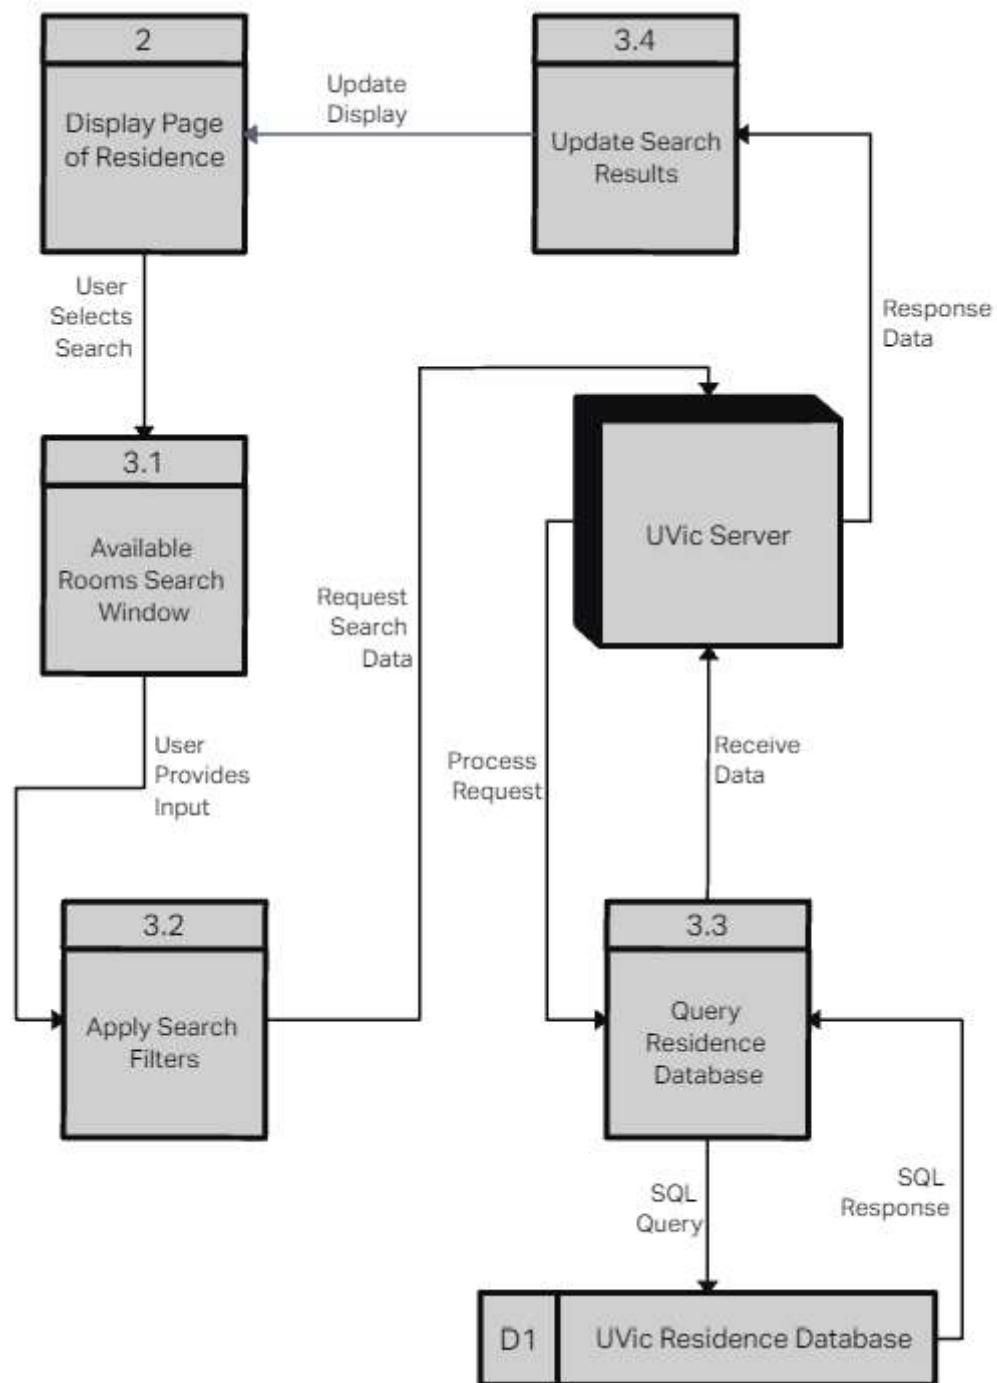 2
Display Page
of Residence
Update
Display
3.4
Update Search
Results
User
Selects
Search
Response
Data
3.1
Available
Rooms Search
Window
UVic Server
Request
Search
Data
User
Provides
Input
Process
Request
Receive
Data
3.2
Apply Search
Filters
3.3
Query
Residence
Database
SQL
Query
SQL
Response
D1
UVic Residence Database